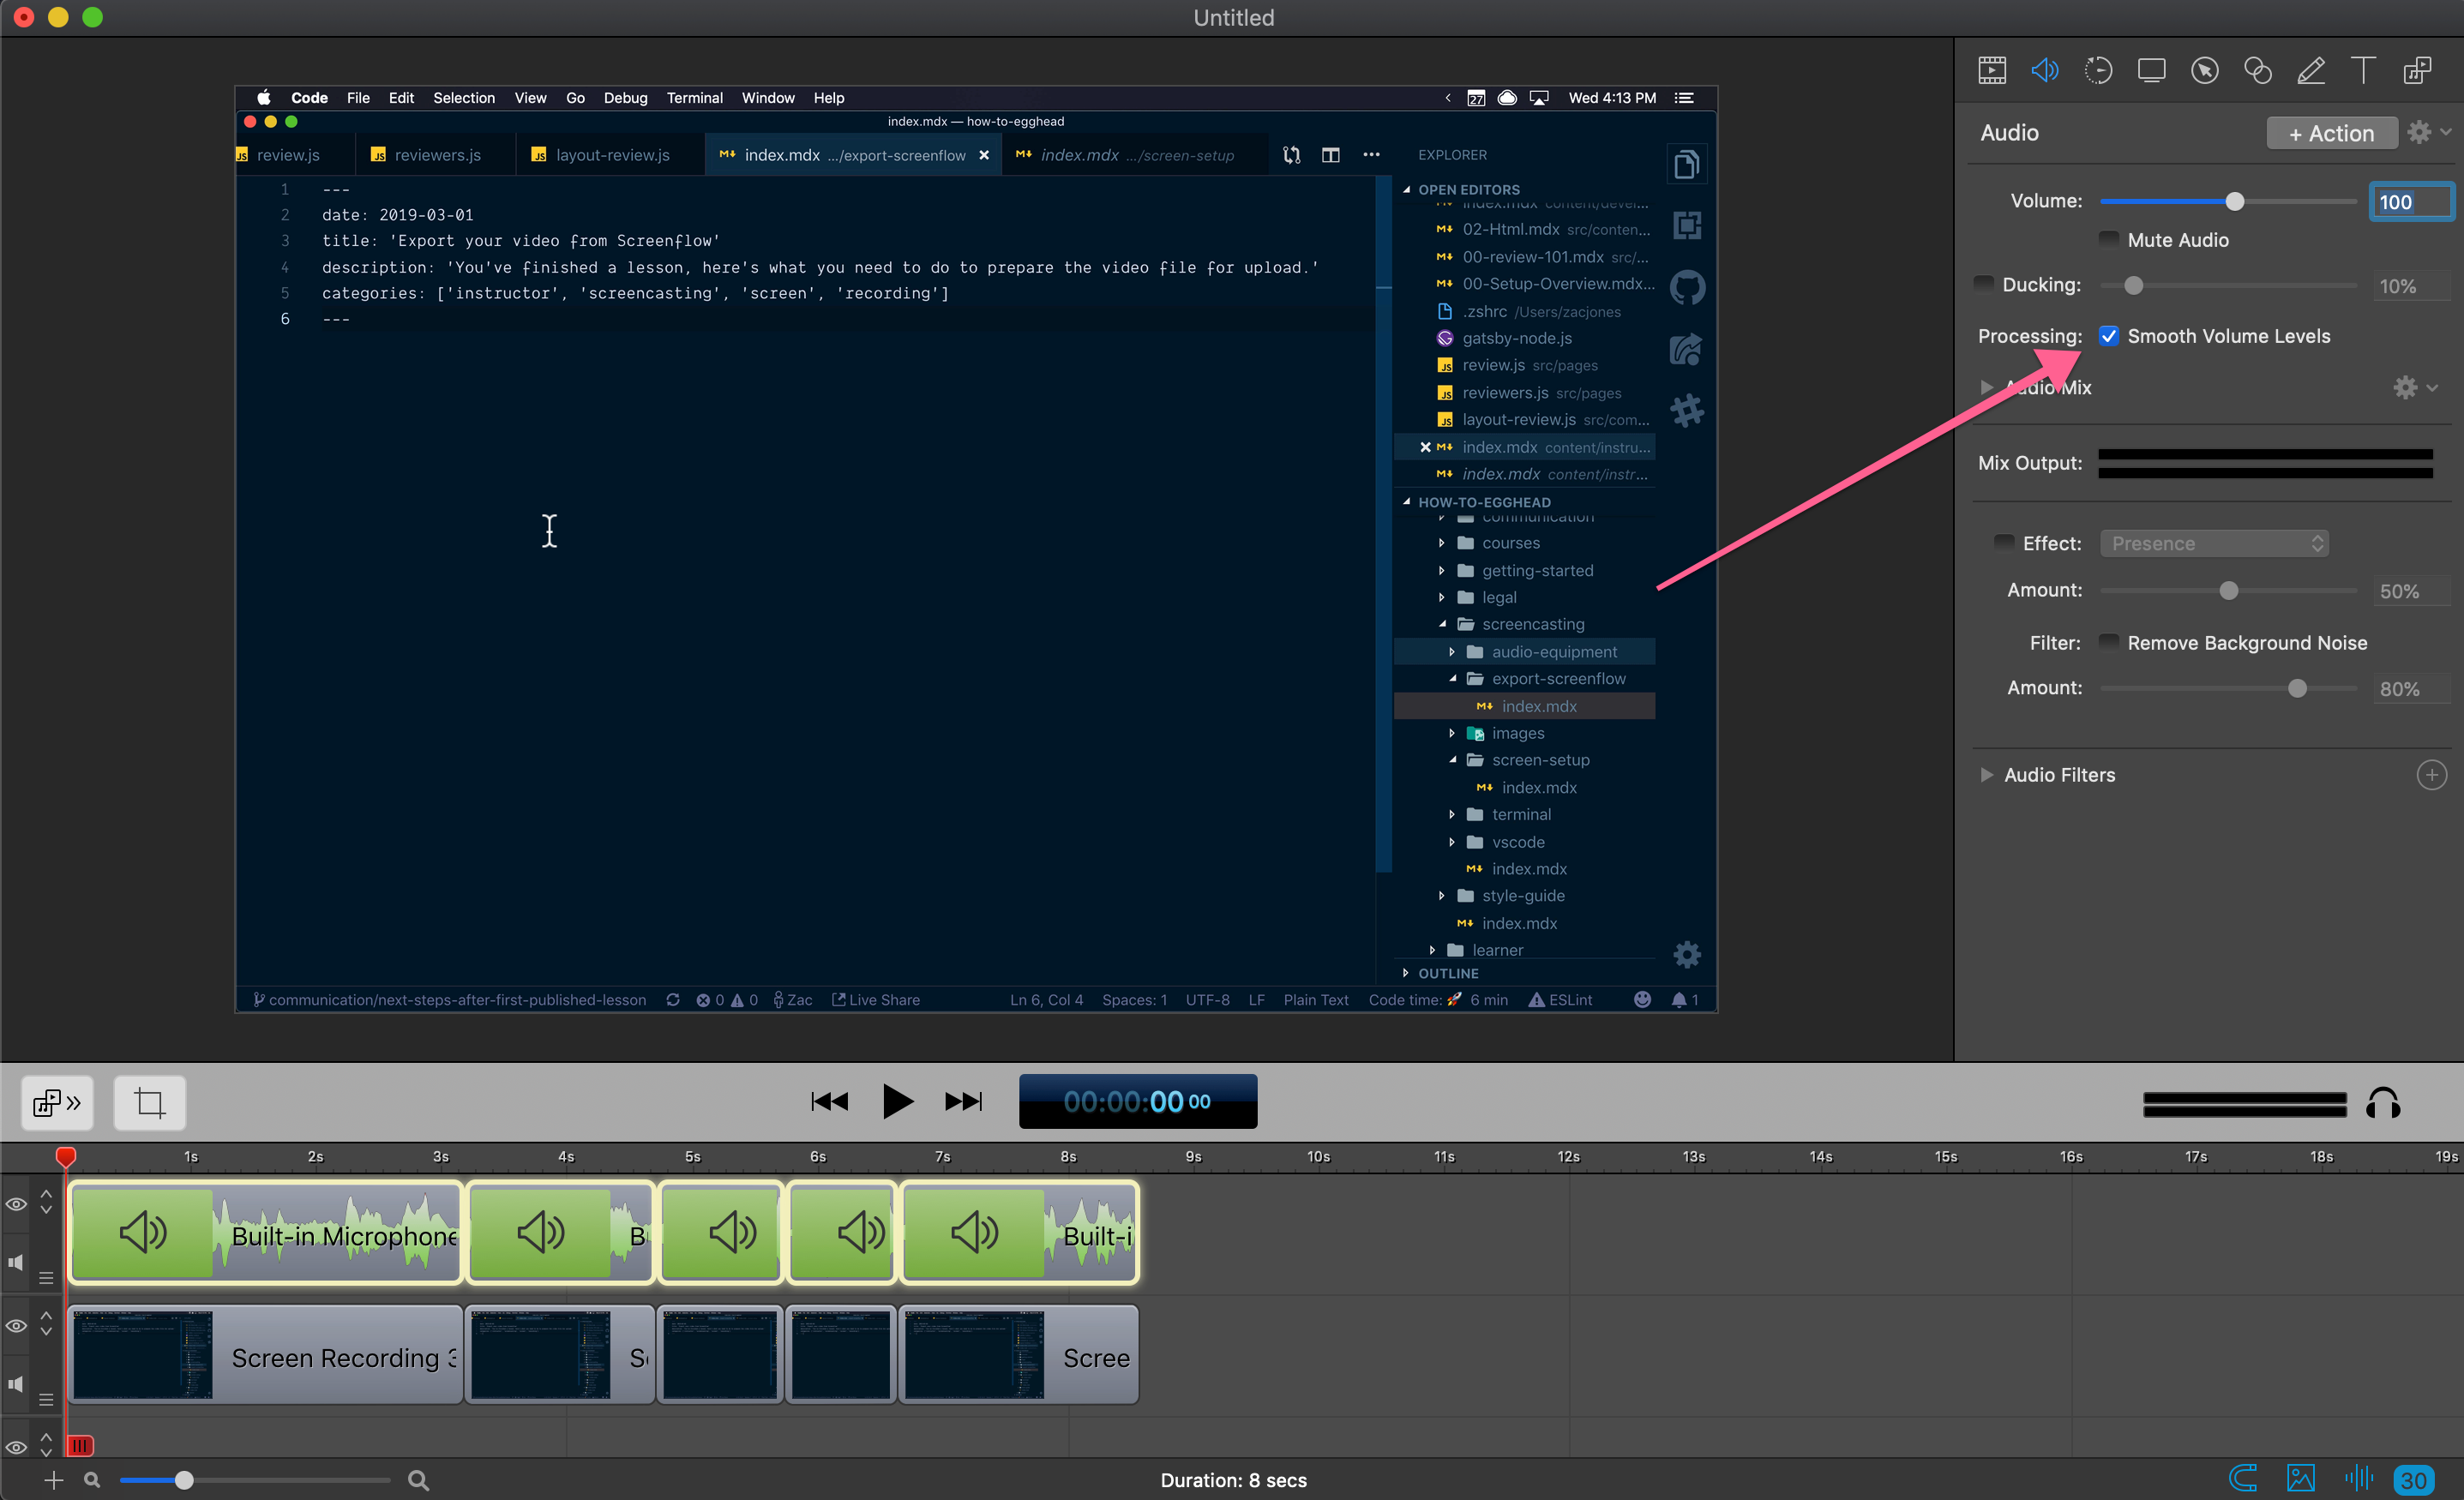 Untitled
Code File Edit Selection View Go Debug Terminal Window Help
27 Wed 4:13 PM
index.mdx — how-to-egghead
JS review.js
JS reviewers.js
JS layout-review.js
M↓ index.mdx .../export-screenflow ×
M↓ index.mdx .../screen-setup
1 ---
2 date: 2019-03-01
3 title: 'Export your video from Screenflow'
4 description: 'You've finished a lesson, here's what you need to do to prepare the video file for upload.'
5 categories: ['instructor', 'screencasting', 'screen', 'recording']
6 ---
EXPLORER
OPEN EDITORS
index.mdx content/devel...
02-Html.mdx src/conten...
00-review-101.mdx src/...
00-Setup-Overview.mdx...
.zshrc /Users/zacjones
gatsby-node.js
review.js src/pages
reviewers.js src/pages
layout-review.js src/com...
index.mdx content/instru...
index.mdx content/instr...
HOW-TO-EGGHEAD
communication
courses
getting-started
legal
screencasting
audio-equipment
export-screenflow
index.mdx
images
screen-setup
index.mdx
terminal
vscode
index.mdx
style-guide
index.mdx
learner
OUTLINE
communication/next-steps-after-first-published-lesson 0 0 Zac Live Share Ln 6, Col 4 Spaces: 1 UTF-8 LF Plain Text Code time: 🚀 6 min ESLint 1
Audio
+ Action
Volume: 100
Mute Audio
Ducking: 10%
Processing: Smooth Volume Levels
Audio Mix
Mix Output:
Effect: Presence
Amount: 50%
Filter: Remove Background Noise
Amount: 80%
Audio Filters
00:00:00 00
1s 2s 3s 4s 5s 6s 7s 8s 9s 10s 11s 12s 13s 14s 15s 16s 17s 18s 19s
Built-in Microphone B Built-i
Screen Recording 3 S Scree
Duration: 8 secs
30